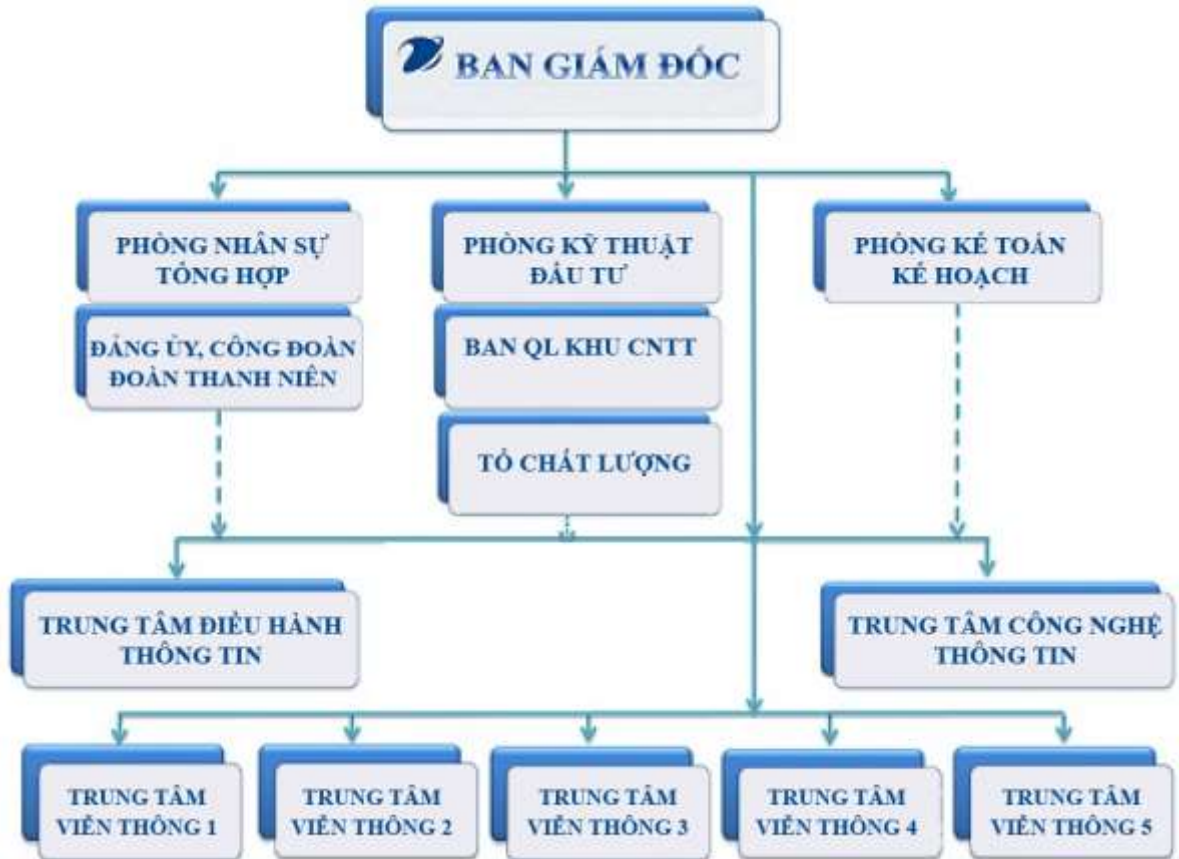 BAN GIÁM ĐỐC
PHÒNG NHÂN SỰ
TỔNG HỢP
PHÒNG KỸ THUẬT
ĐẦU TƯ
PHÒNG KẾ TOÁN
KẾ HOẠCH
ĐẢNG ỦY, CÔNG ĐOÀN
ĐOÀN THANH NIÊN
BAN QL KHU CNTT
TỔ CHẤT LƯỢNG
TRUNG TÂM ĐIỀU HÀNH
THÔNG TIN
TRUNG TÂM CÔNG NGHỆ
THÔNG TIN
TRUNG TÂM
VIỄN THÔNG 1
TRUNG TÂM
VIỄN THÔNG 2
TRUNG TÂM
VIỄN THÔNG 3
TRUNG TÂM
VIỄN THÔNG 4
TRUNG TÂM
VIỄN THÔNG 5